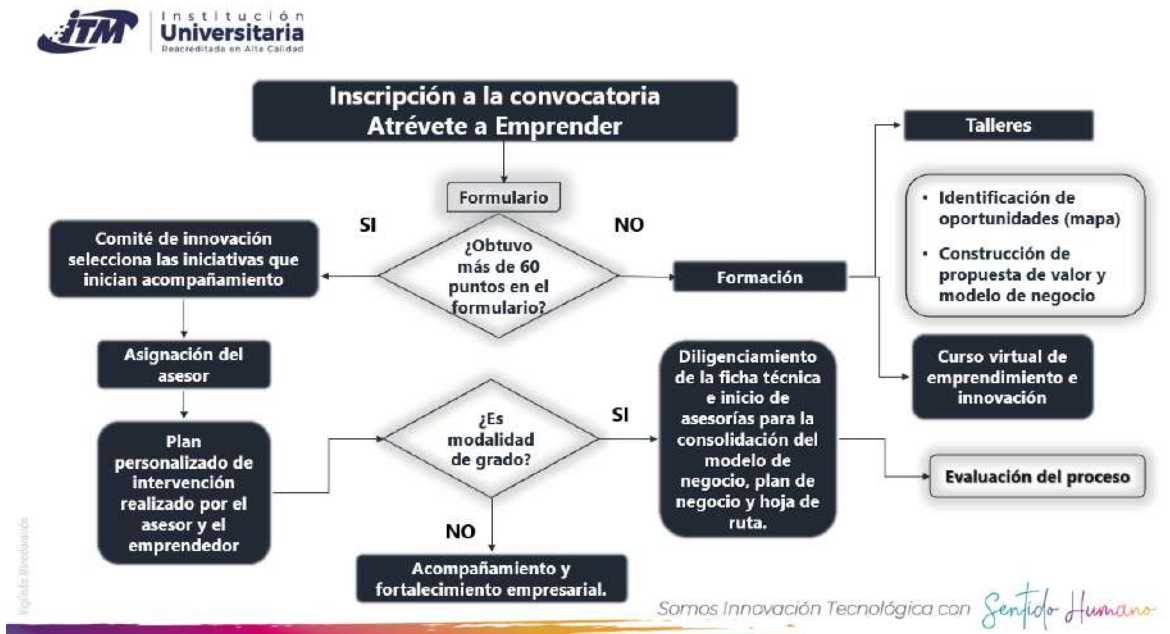 iTM
Institución
Universitaria
Reacreditada en Alta Calidad
Inscripción a la convocatoria
Atrévete a Emprender
Formulario
SI
NO
¿Obtuvo
más de 60
puntos en el
formulario?
Comité de innovación
selecciona las iniciativas que
inician acompañamiento
Formación
Talleres
• Identificación de
oportunidades (mapa)
• Construcción de
propuesta de valor y
modelo de negocio
Curso virtual de
emprendimiento e
innovación
Asignación del
asesor
Plan
personalizado de
intervención
realizado por el
asesor y el
emprendedor
¿Es
modalidad
de grado?
SI
NO
Diligenciamiento
de la ficha técnica
e inicio de
asesorías para la
consolidación del
modelo de
negocio, plan de
negocio y hoja de
ruta.
Evaluación del proceso
Acompañamiento y
fortalecimiento empresarial.
Vigilada Mineducación
Somos Innovación Tecnológica con Sentido Humano